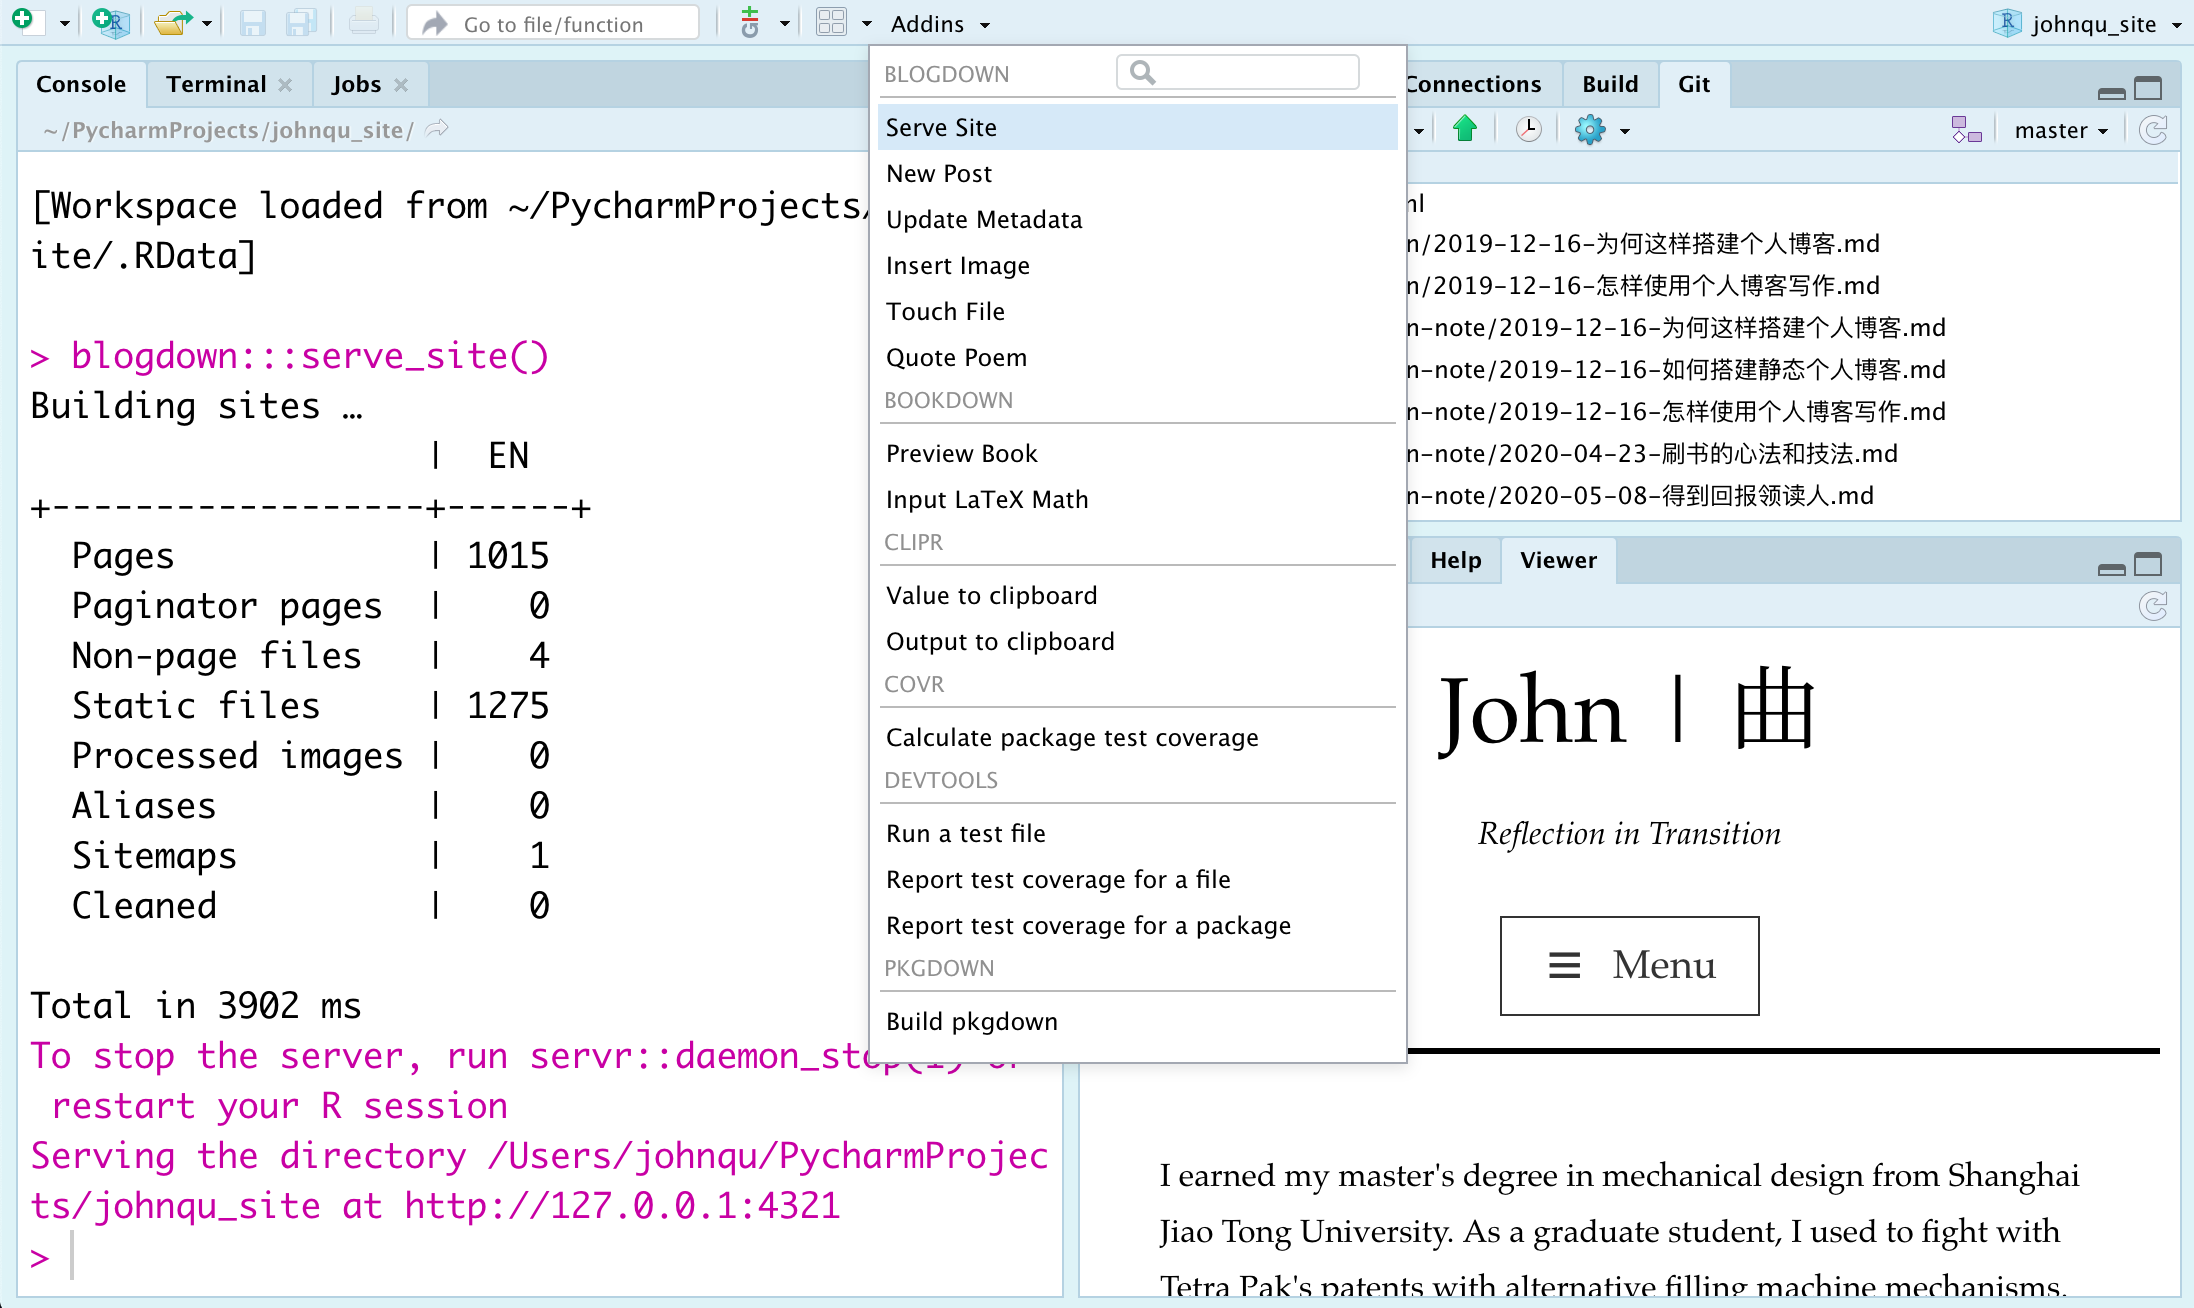 Go to file/function
Addins
johnqu_site
Console
Terminal
Jobs
~/PycharmProjects/johnqu_site/
[Workspace loaded from ~/PycharmProjects/
ite/.RData]
> blogdown:::serve_site()
Building sites …
| EN
+------------------+------+
Pages | 1015
Paginator pages | 0
Non-page files | 4
Static files | 1275
Processed images | 0
Aliases | 0
Sitemaps | 1
Cleaned | 0
Total in 3902 ms
To stop the server, run servr::daemon_stop(1) or
restart your R session
Serving the directory /Users/johnqu/PycharmProjec
ts/johnqu_site at http://127.0.0.1:4321
>
BLOGDOWN
Serve Site
New Post
Update Metadata
Insert Image
Touch File
Quote Poem
BOOKDOWN
Preview Book
Input LaTeX Math
CLIPR
Value to clipboard
Output to clipboard
COVR
Calculate package test coverage
DEVTOOLS
Run a test file
Report test coverage for a file
Report test coverage for a package
PKGDOWN
Build pkgdown
Connections
Build
Git
master
ml
n/2019-12-16-为何这样搭建个人博客.md
n/2019-12-16-怎样使用个人博客写作.md
n-note/2019-12-16-为何这样搭建个人博客.md
n-note/2019-12-16-如何搭建静态个人博客.md
n-note/2019-12-16-怎样使用个人博客写作.md
n-note/2020-04-23-刷书的心法和技法.md
n-note/2020-05-08-得到回报领读人.md
Help
Viewer
John | 曲
Reflection in Transition
Menu
I earned my master's degree in mechanical design from Shanghai
Jiao Tong University. As a graduate student, I used to fight with
Tetra Pak's patents with alternative filling machine mechanisms.